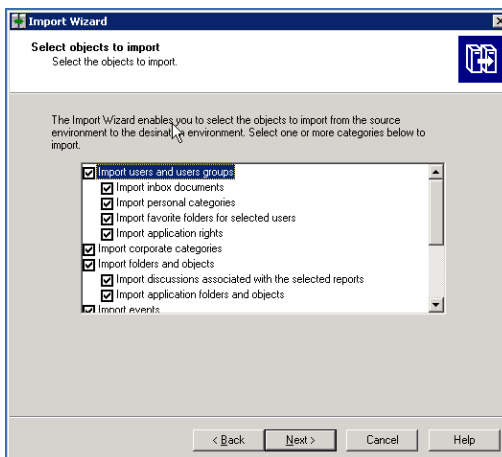 Import Wizard
Select objects to import
Select the objects to import.
The Import Wizard enables you to select the objects to import from the source
environment to the desination environment. Select one or more categories below to
import.
Import users and users groups
Import inbox documents
Import personal categories
Import favorite folders for selected users
Import application rights
Import corporate categories
Import folders and objects
Import discussions associated with the selected reports
Import application folders and objects
Import events
< Back
Next >
Cancel
Help